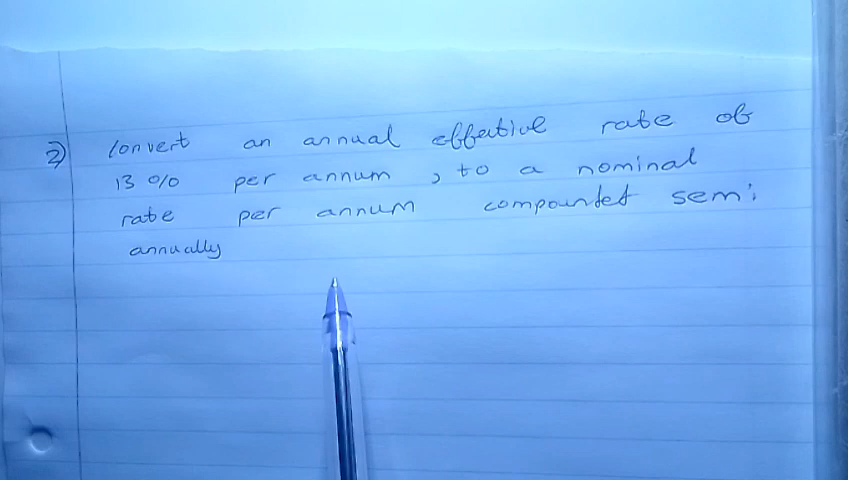 2) Convert an annual effective rate of
13 % per annum, to a nominal
rate per annum compounded semi
annually